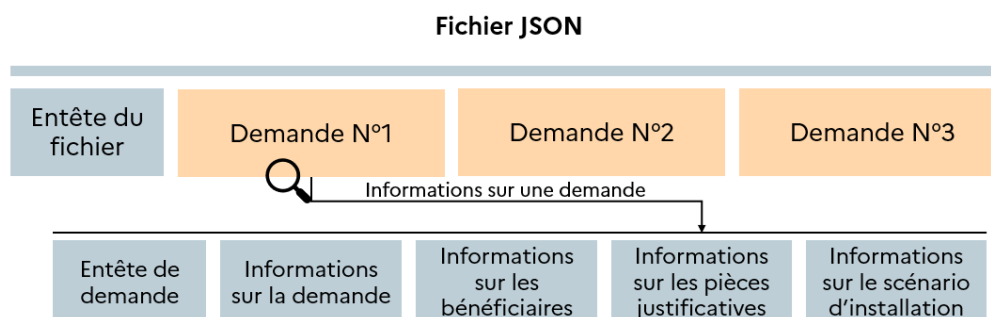 Fichier JSON
Entête du
fichier
Demande N°1
Demande N°2
Demande N°3
Informations sur une demande
Entête de
demande
Informations
sur la demande
Informations
sur les
bénéficiaires
Informations
sur les pièces
justificatives
Informations
sur le scénario
d'installation